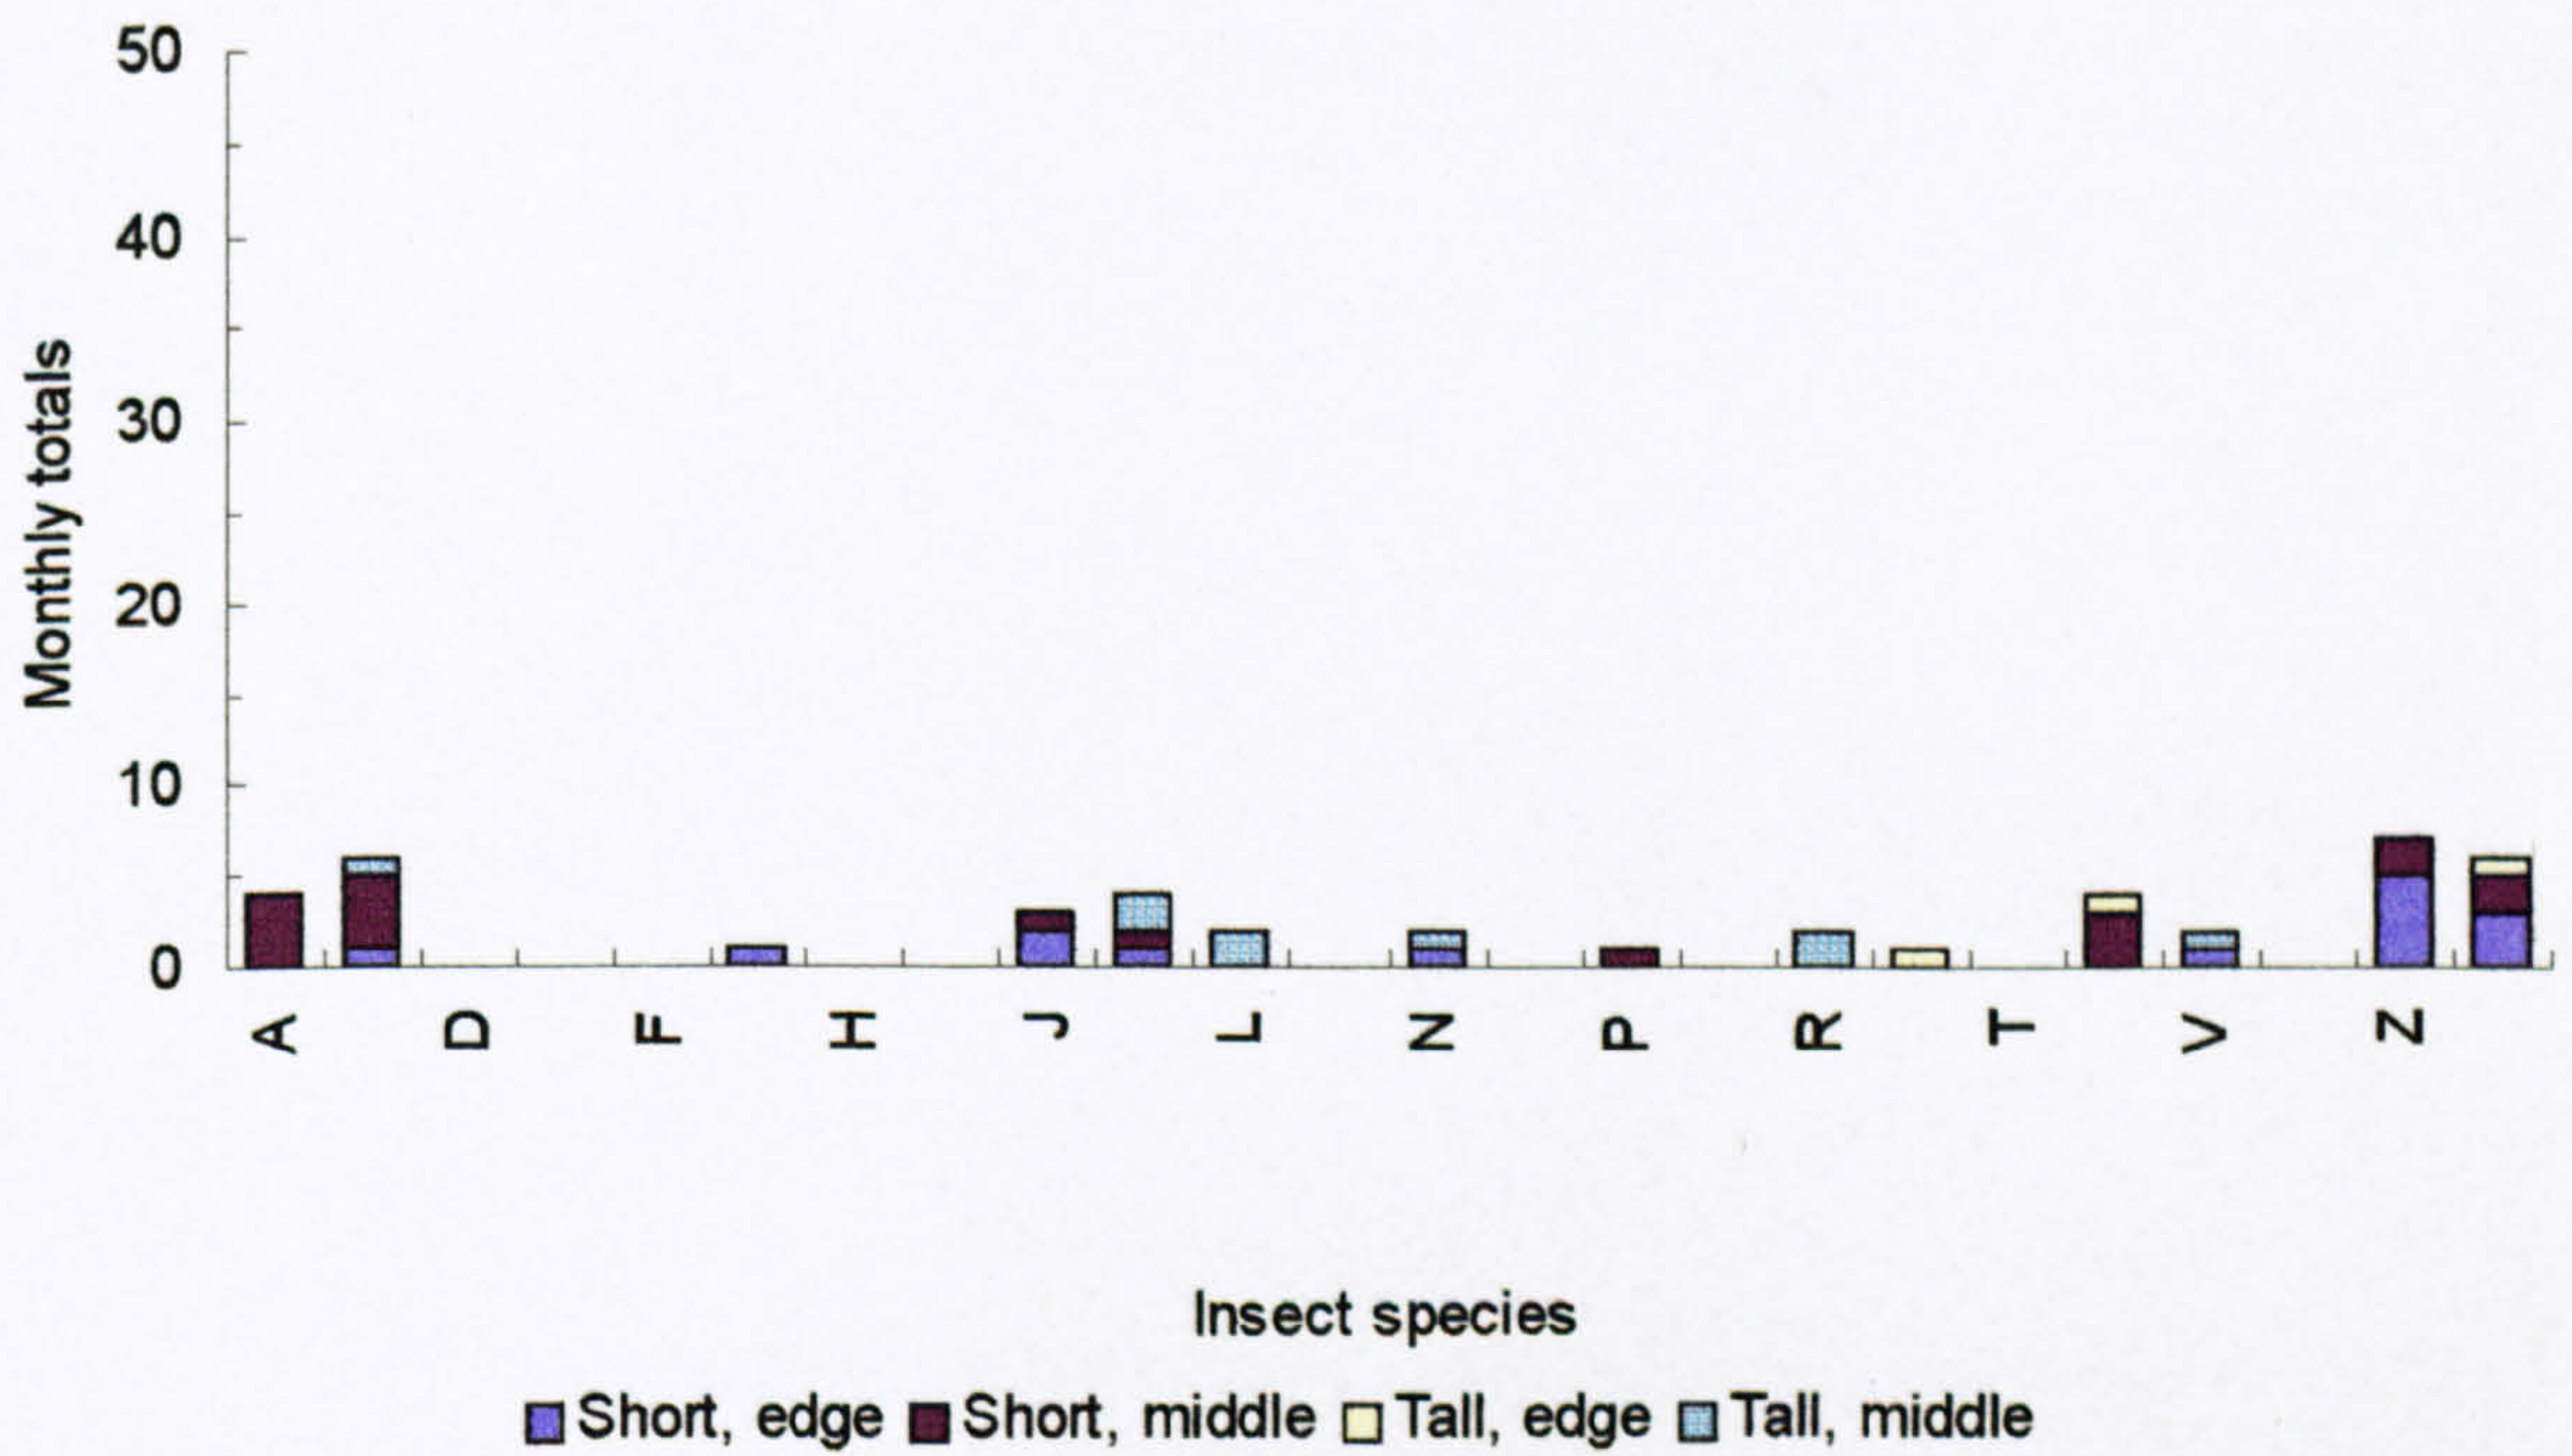 Monthly totals
50
40
30
20
10
0
A D F H J L N P R T V Z
Insect species
Short, edge Short, middle Tall, edge Tall, middle